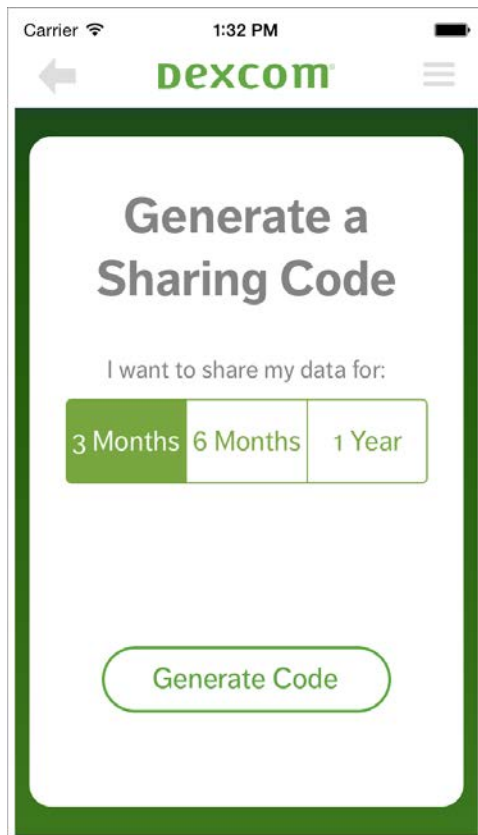 Carrier 1:32 PM
Dexcom
Generate a
Sharing Code
I want to share my data for:
3 Months 6 Months 1 Year
Generate Code